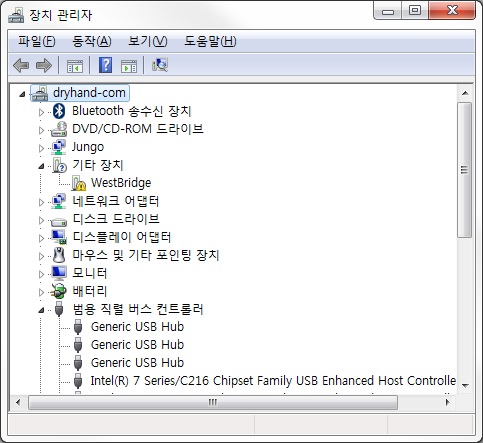 장치 관리자
파일(F) 동작(A) 보기(V) 도움말(H)
dryhand-com
Bluetooth 송수신 장치
DVD/CD-ROM 드라이브
Jungo
기타 장치
WestBridge
네트워크 어댑터
디스크 드라이브
디스플레이 어댑터
마우스 및 기타 포인팅 장치
모니터
배터리
범용 직렬 버스 컨트롤러
Generic USB Hub
Generic USB Hub
Generic USB Hub
Intel(R) 7 Series/C216 Chipset Family USB Enhanced Host Controlle